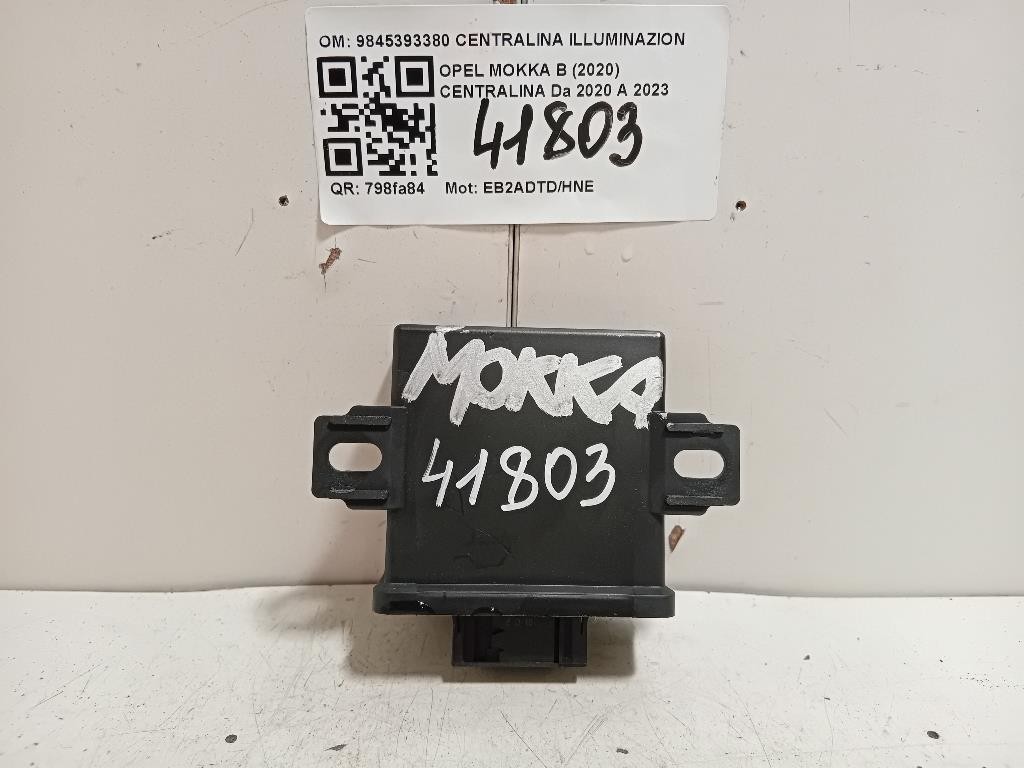 OM: 9845393380 CENTRALINA ILLUMINAZION
OPEL MOKKA B (2020)
CENTRALINA Da 2020 A 2023
41803
QR: 798fa84 Mot: EB2ADTD/HNE
MOKKA
41803